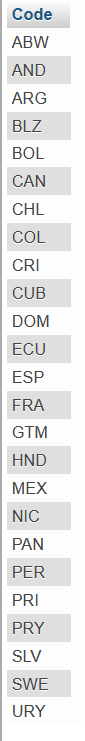 Code
ABW
AND
ARG
BLZ
BOL
CAN
CHL
COL
CRI
CUB
DOM
ECU
ESP
FRA
GTM
HND
MEX
NIC
PAN
PER
PRI
PRY
SLV
SWE
URY